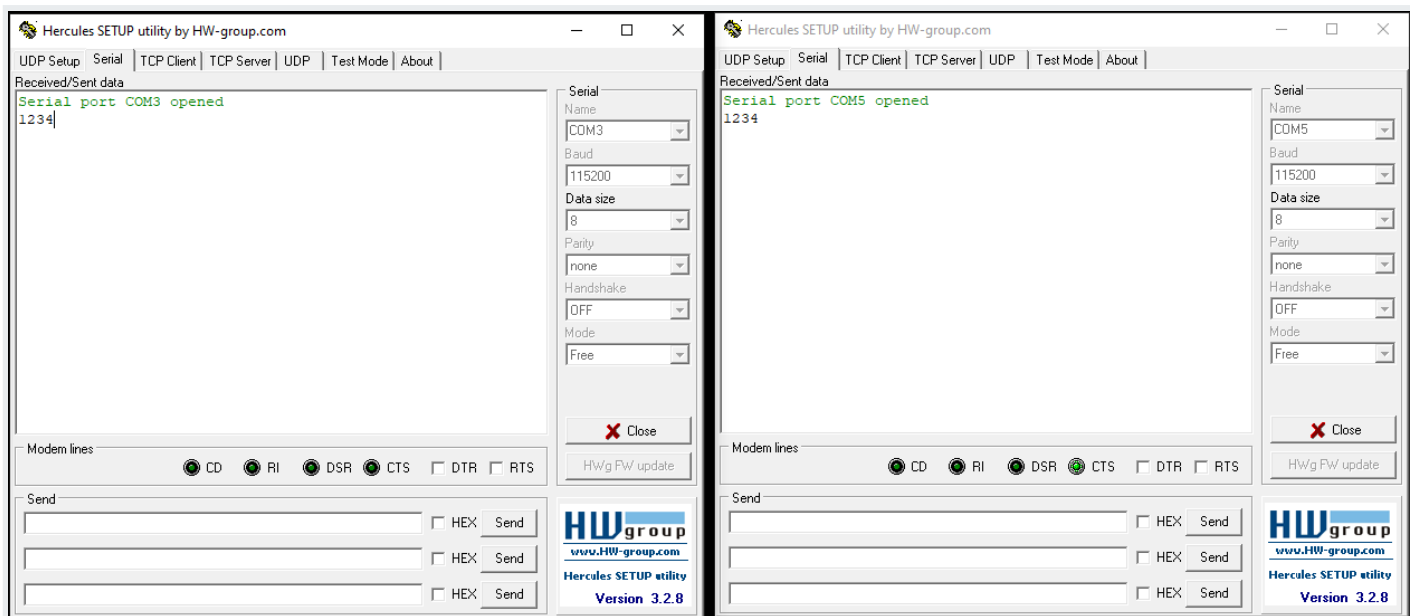 Hercules SETUP utility by HW-group.com
UDP Setup Serial TCP Client TCP Server UDP Test Mode About
Received/Sent data
Serial port COM3 opened
1234
Serial
Name
COM3
Baud
115200
Data size
8
Parity
none
Handshake
OFF
Mode
Free
Close
HWg FW update
Modem lines
CD RI DSR CTS DTR RTS
Send
HEX Send
HEX Send
HEX Send
HW group
www.HW-group.com
Hercules SETUP utility
Version 3.2.8
Hercules SETUP utility by HW-group.com
UDP Setup Serial TCP Client TCP Server UDP Test Mode About
Received/Sent data
Serial port COM5 opened
1234
Serial
Name
COM5
Baud
115200
Data size
8
Parity
none
Handshake
OFF
Mode
Free
Close
HWg FW update
Modem lines
CD RI DSR CTS DTR RTS
Send
HEX Send
HEX Send
HEX Send
HW group
www.HW-group.com
Hercules SETUP utility
Version 3.2.8